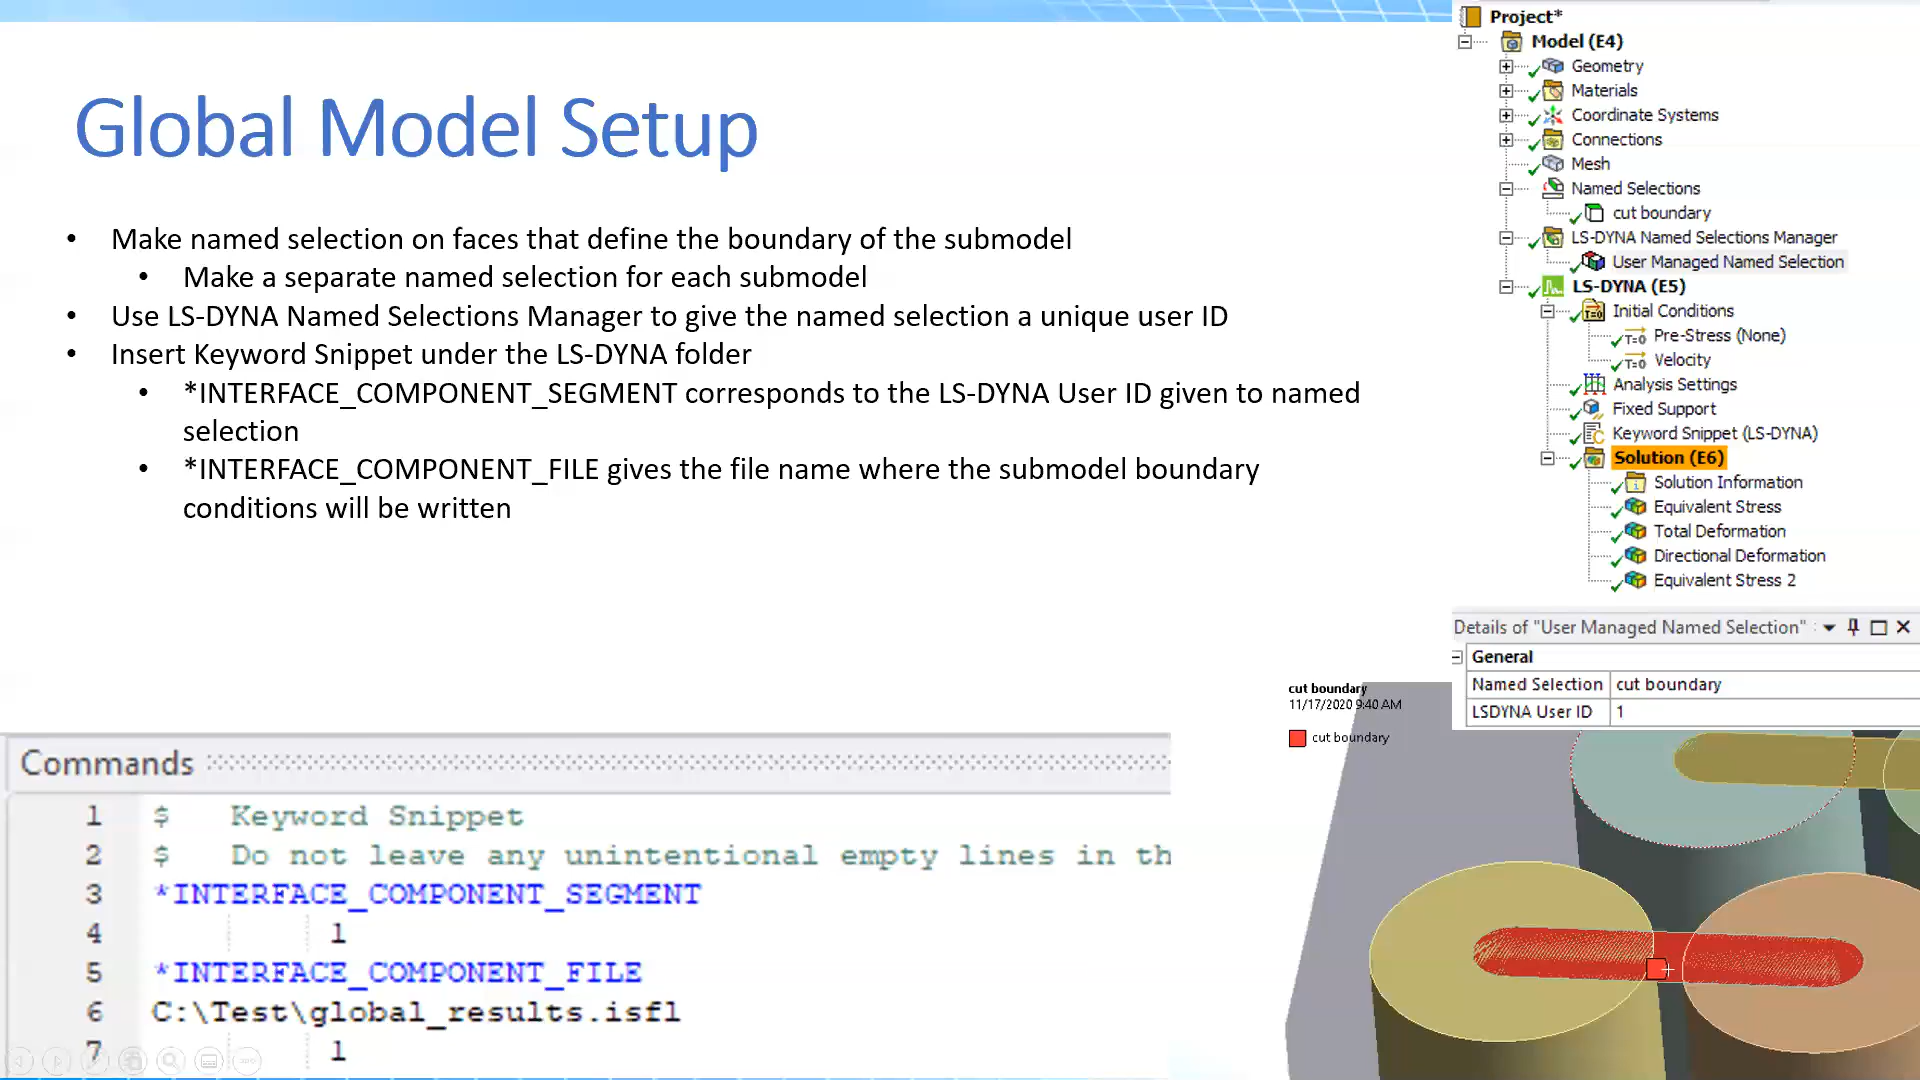 Global Model Setup
• Make named selection on faces that define the boundary of the submodel
• Make a separate named selection for each submodel
• Use LS-DYNA Named Selections Manager to give the named selection a unique user ID
• Insert Keyword Snippet under the LS-DYNA folder
• *INTERFACE_COMPONENT_SEGMENT corresponds to the LS-DYNA User ID given to named
selection
• *INTERFACE_COMPONENT_FILE gives the file name where the submodel boundary
conditions will be written
Project*
Model (E4)
Geometry
Materials
Coordinate Systems
Connections
Mesh
Named Selections
cut boundary
LS-DYNA Named Selections Manager
User Managed Named Selection
LS-DYNA (E5)
Initial Conditions
Pre-Stress (None)
Velocity
Analysis Settings
Fixed Support
Keyword Snippet (LS-DYNA)
Solution (E6)
Solution Information
Equivalent Stress
Total Deformation
Directional Deformation
Equivalent Stress 2
Details of "User Managed Named Selection"
General
Named Selection cut boundary
LSDYNA User ID 1
cut boundary
11/17/2020 9:40 AM
cut boundary
Commands
1 $ Keyword Snippet
2 $ Do not leave any unintentional empty lines in th
3 *INTERFACE_COMPONENT_SEGMENT
4 1
5 *INTERFACE_COMPONENT_FILE
6 C:\Test\global_results.isfl
7 1